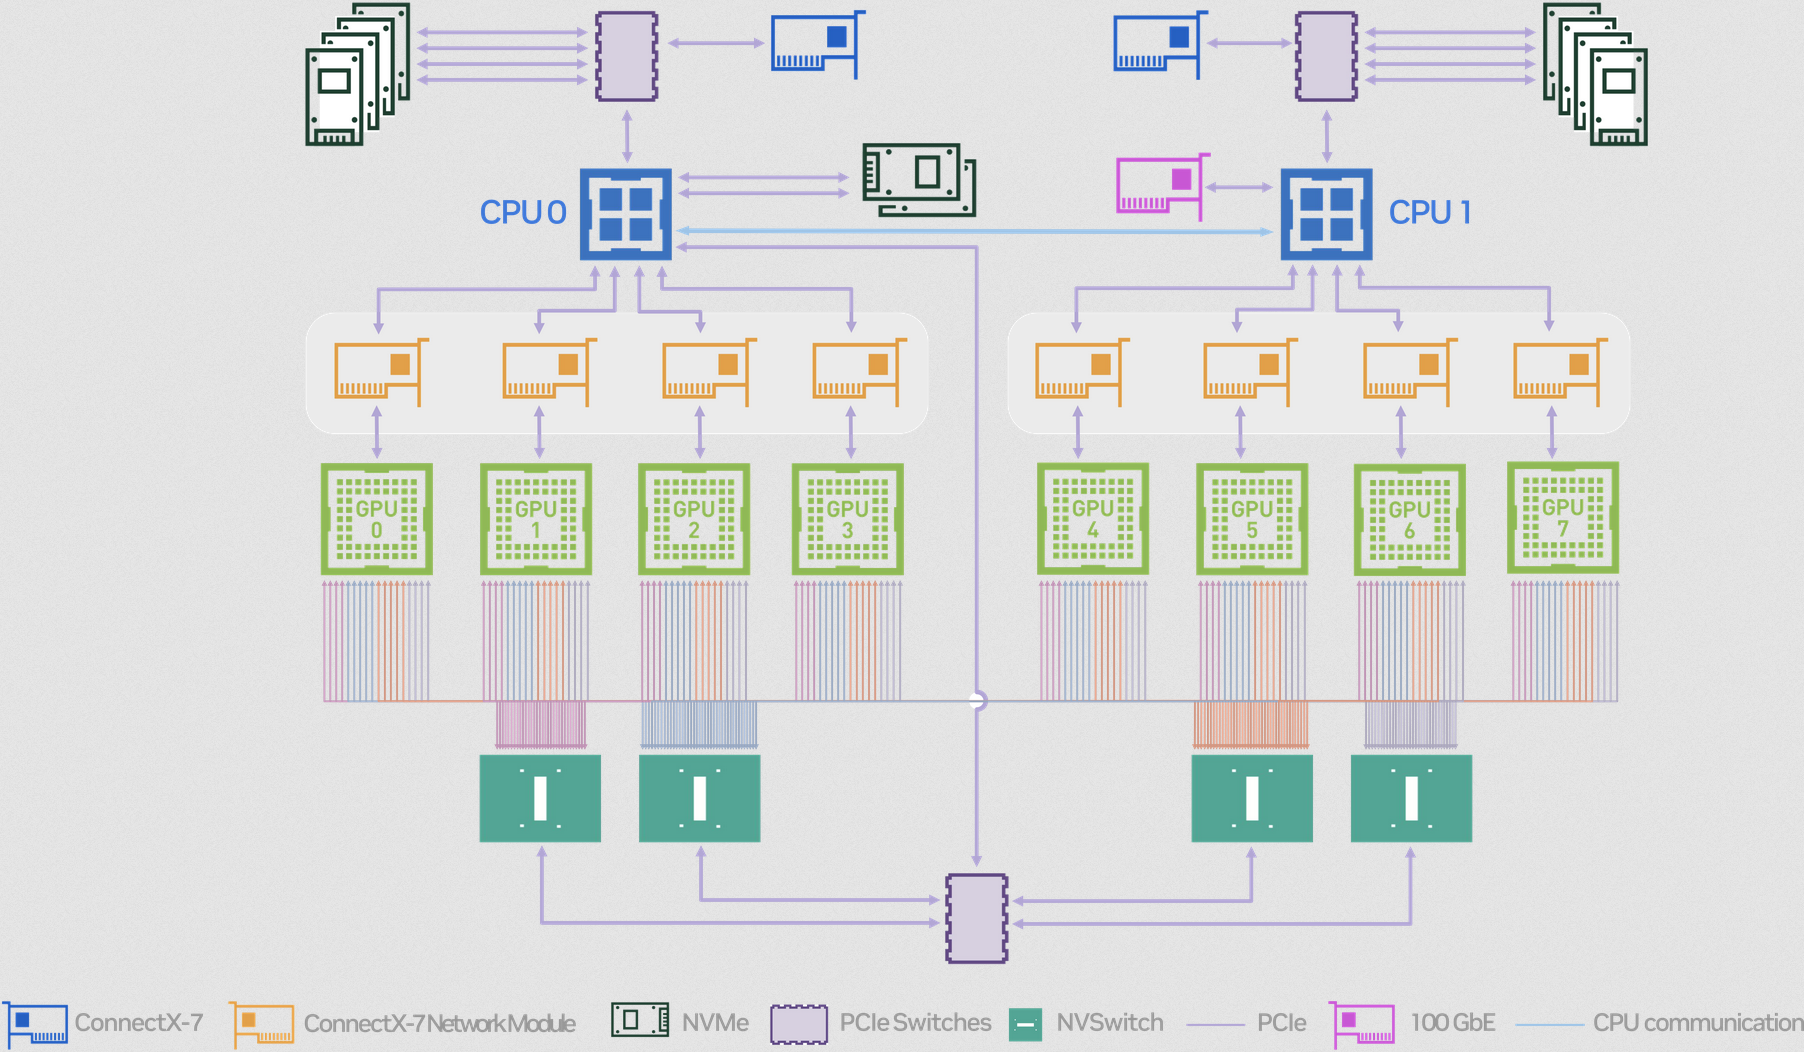 CPU 0
CPU 1
GPU
0
GPU
1
GPU
2
GPU
3
GPU
4
GPU
5
GPU
6
GPU
7
ConnectX-7
ConnectX-7 Network Module
NVMe
PCIe Switches
NVSwitch
PCIe
100 GbE
CPU communication